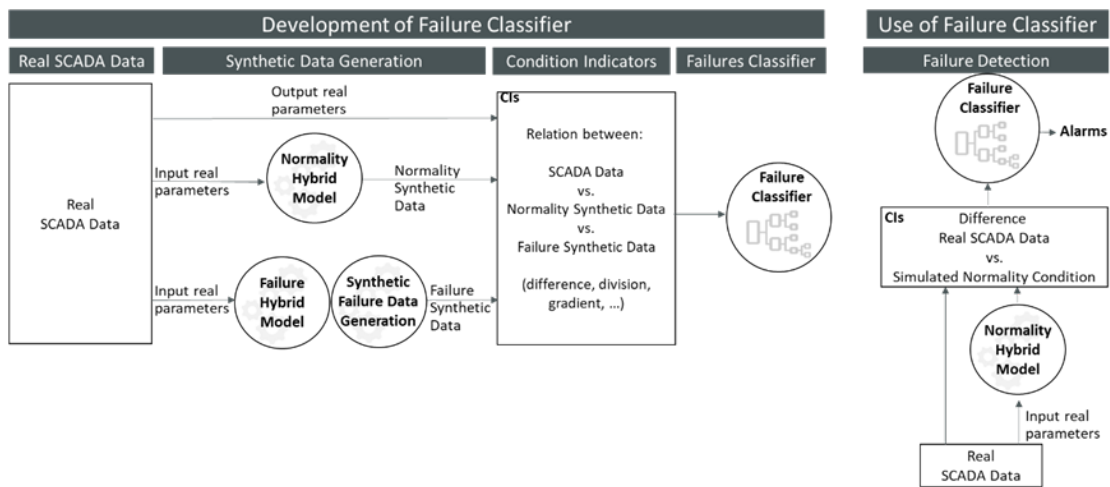 Development of Failure Classifier
Real SCADA Data
Synthetic Data Generation
Condition Indicators
Failures Classifier
Real
SCADA Data
Output real
parameters
Input real
parameters
Normality
Hybrid
Model
Normality
Synthetic
Data
Input real
parameters
Failure
Hybrid
Model
Synthetic
Failure Data
Generation
Failure
Synthetic
Data
CIs
Relation between:
SCADA Data
vs.
Normality Synthetic Data
vs.
Failure Synthetic Data
(difference, division,
gradient, ...)
Failure
Classifier
Use of Failure Classifier
Failure Detection
Failure
Classifier
Alarms
CIs
Difference
Real SCADA Data
vs.
Simulated Normality Condition
Normality
Hybrid
Model
Input real
parameters
Real
SCADA Data